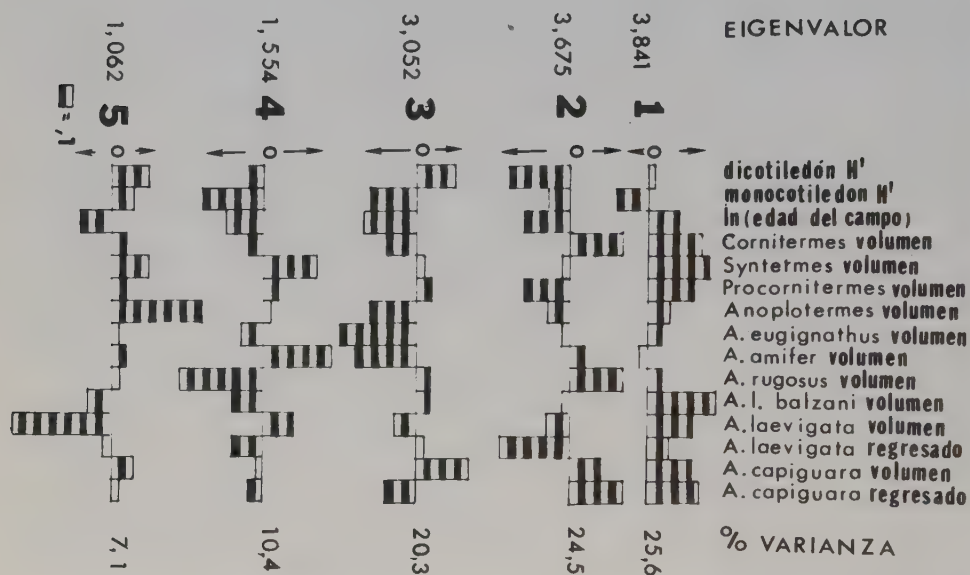 EIGENVALOR
3,841
3,675
3,052
1,554
1,062
1
2
3
4
5
=,1
0
0
0
0
0
dicotiledón H'
monocotiledon H'
ln(edad del campo)
Cornitermes volumen
Syntermes volumen
Procornitermes volumen
Anoplotermes volumen
A. eugignathus volumen
A. amifer volumen
A. rugosus volumen
A. l. balzani volumen
A. laevigata volumen
A. laevigata regresado
A. capiguara volumen
A. capiguara regresado
% VARIANZA
25,6
24,5
20,3
10,4
7,1